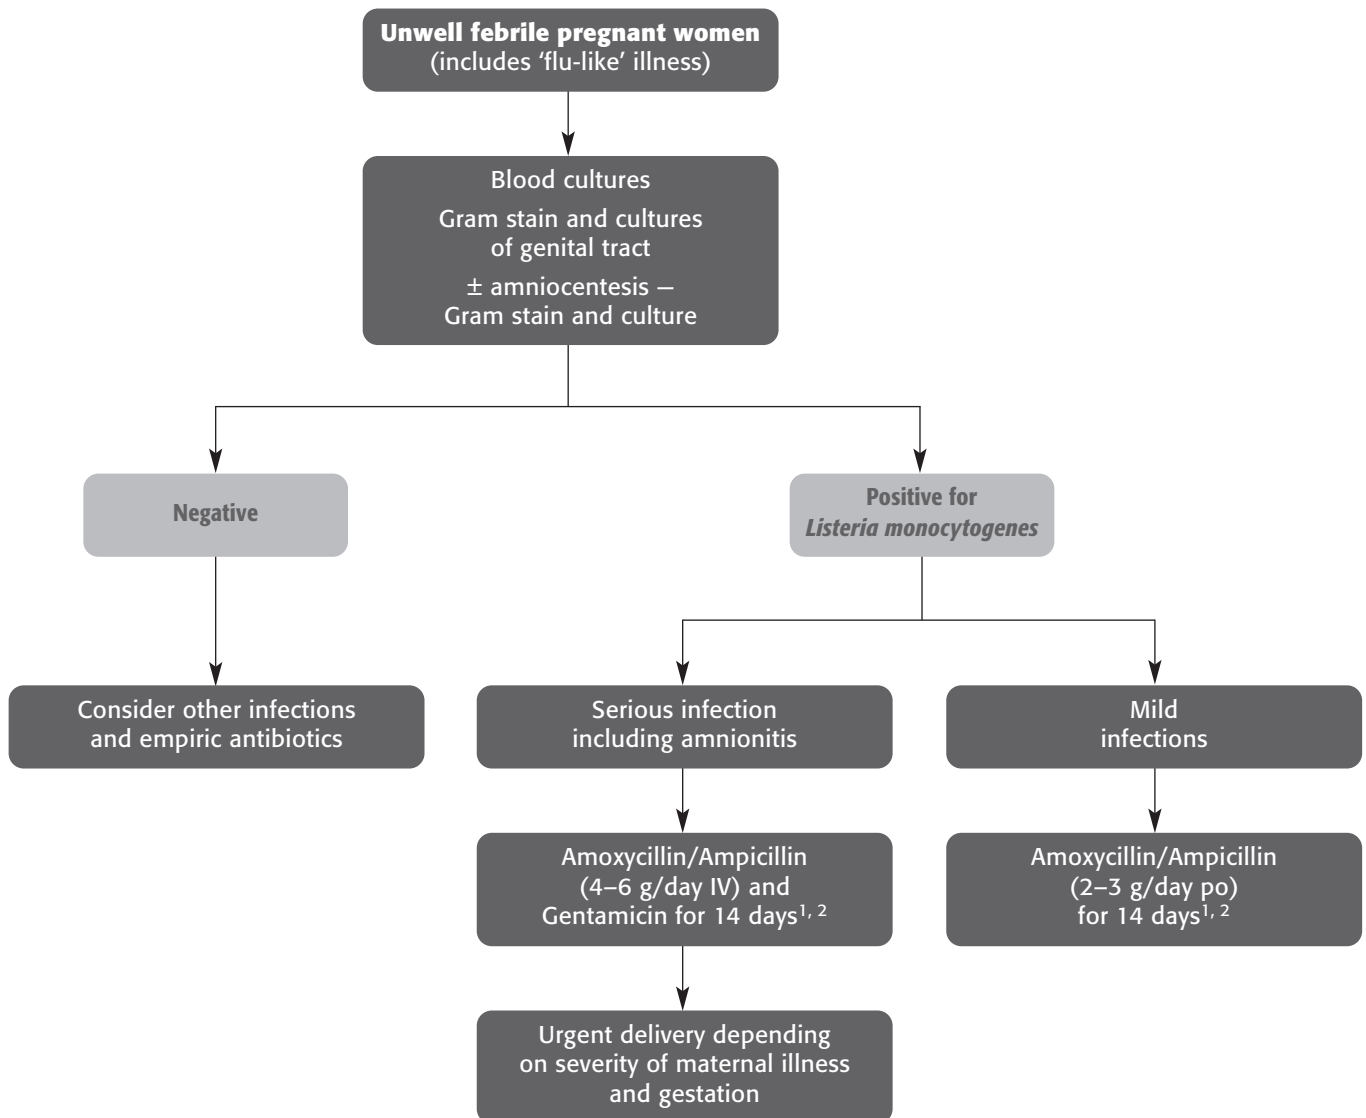 Unwell febrile pregnant women
(includes ‘flu-like’ illness)
Blood cultures
Gram stain and cultures
of genital tract
± amniocentesis –
Gram stain and culture
Negative
Positive for
Listeria monocytogenes
Consider other infections
and empiric antibiotics
Serious infection
including amnionitis
Mild
infections
Amoxycillin/Ampicillin
(4–6 g/day IV) and
Gentamicin for 14 days1, 2
Amoxycillin/Ampicillin
(2–3 g/day po)
for 14 days1, 2
Urgent delivery depending
on severity of maternal illness
and gestation